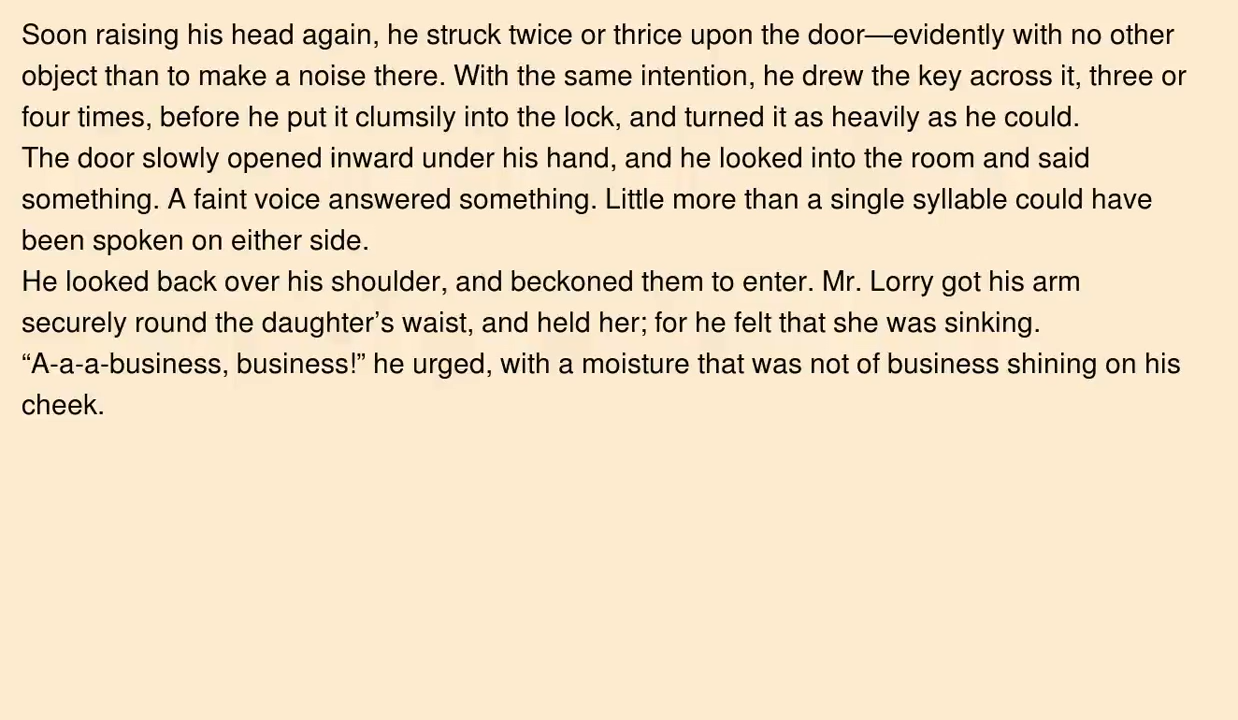 Soon raising his head again, he struck twice or thrice upon the door—evidently with no other
object than to make a noise there. With the same intention, he drew the key across it, three or
four times, before he put it clumsily into the lock, and turned it as heavily as he could.
The door slowly opened inward under his hand, and he looked into the room and said
something. A faint voice answered something. Little more than a single syllable could have
been spoken on either side.
He looked back over his shoulder, and beckoned them to enter. Mr. Lorry got his arm
securely round the daughter’s waist, and held her; for he felt that she was sinking.
“A-a-a-business, business!” he urged, with a moisture that was not of business shining on his
cheek.